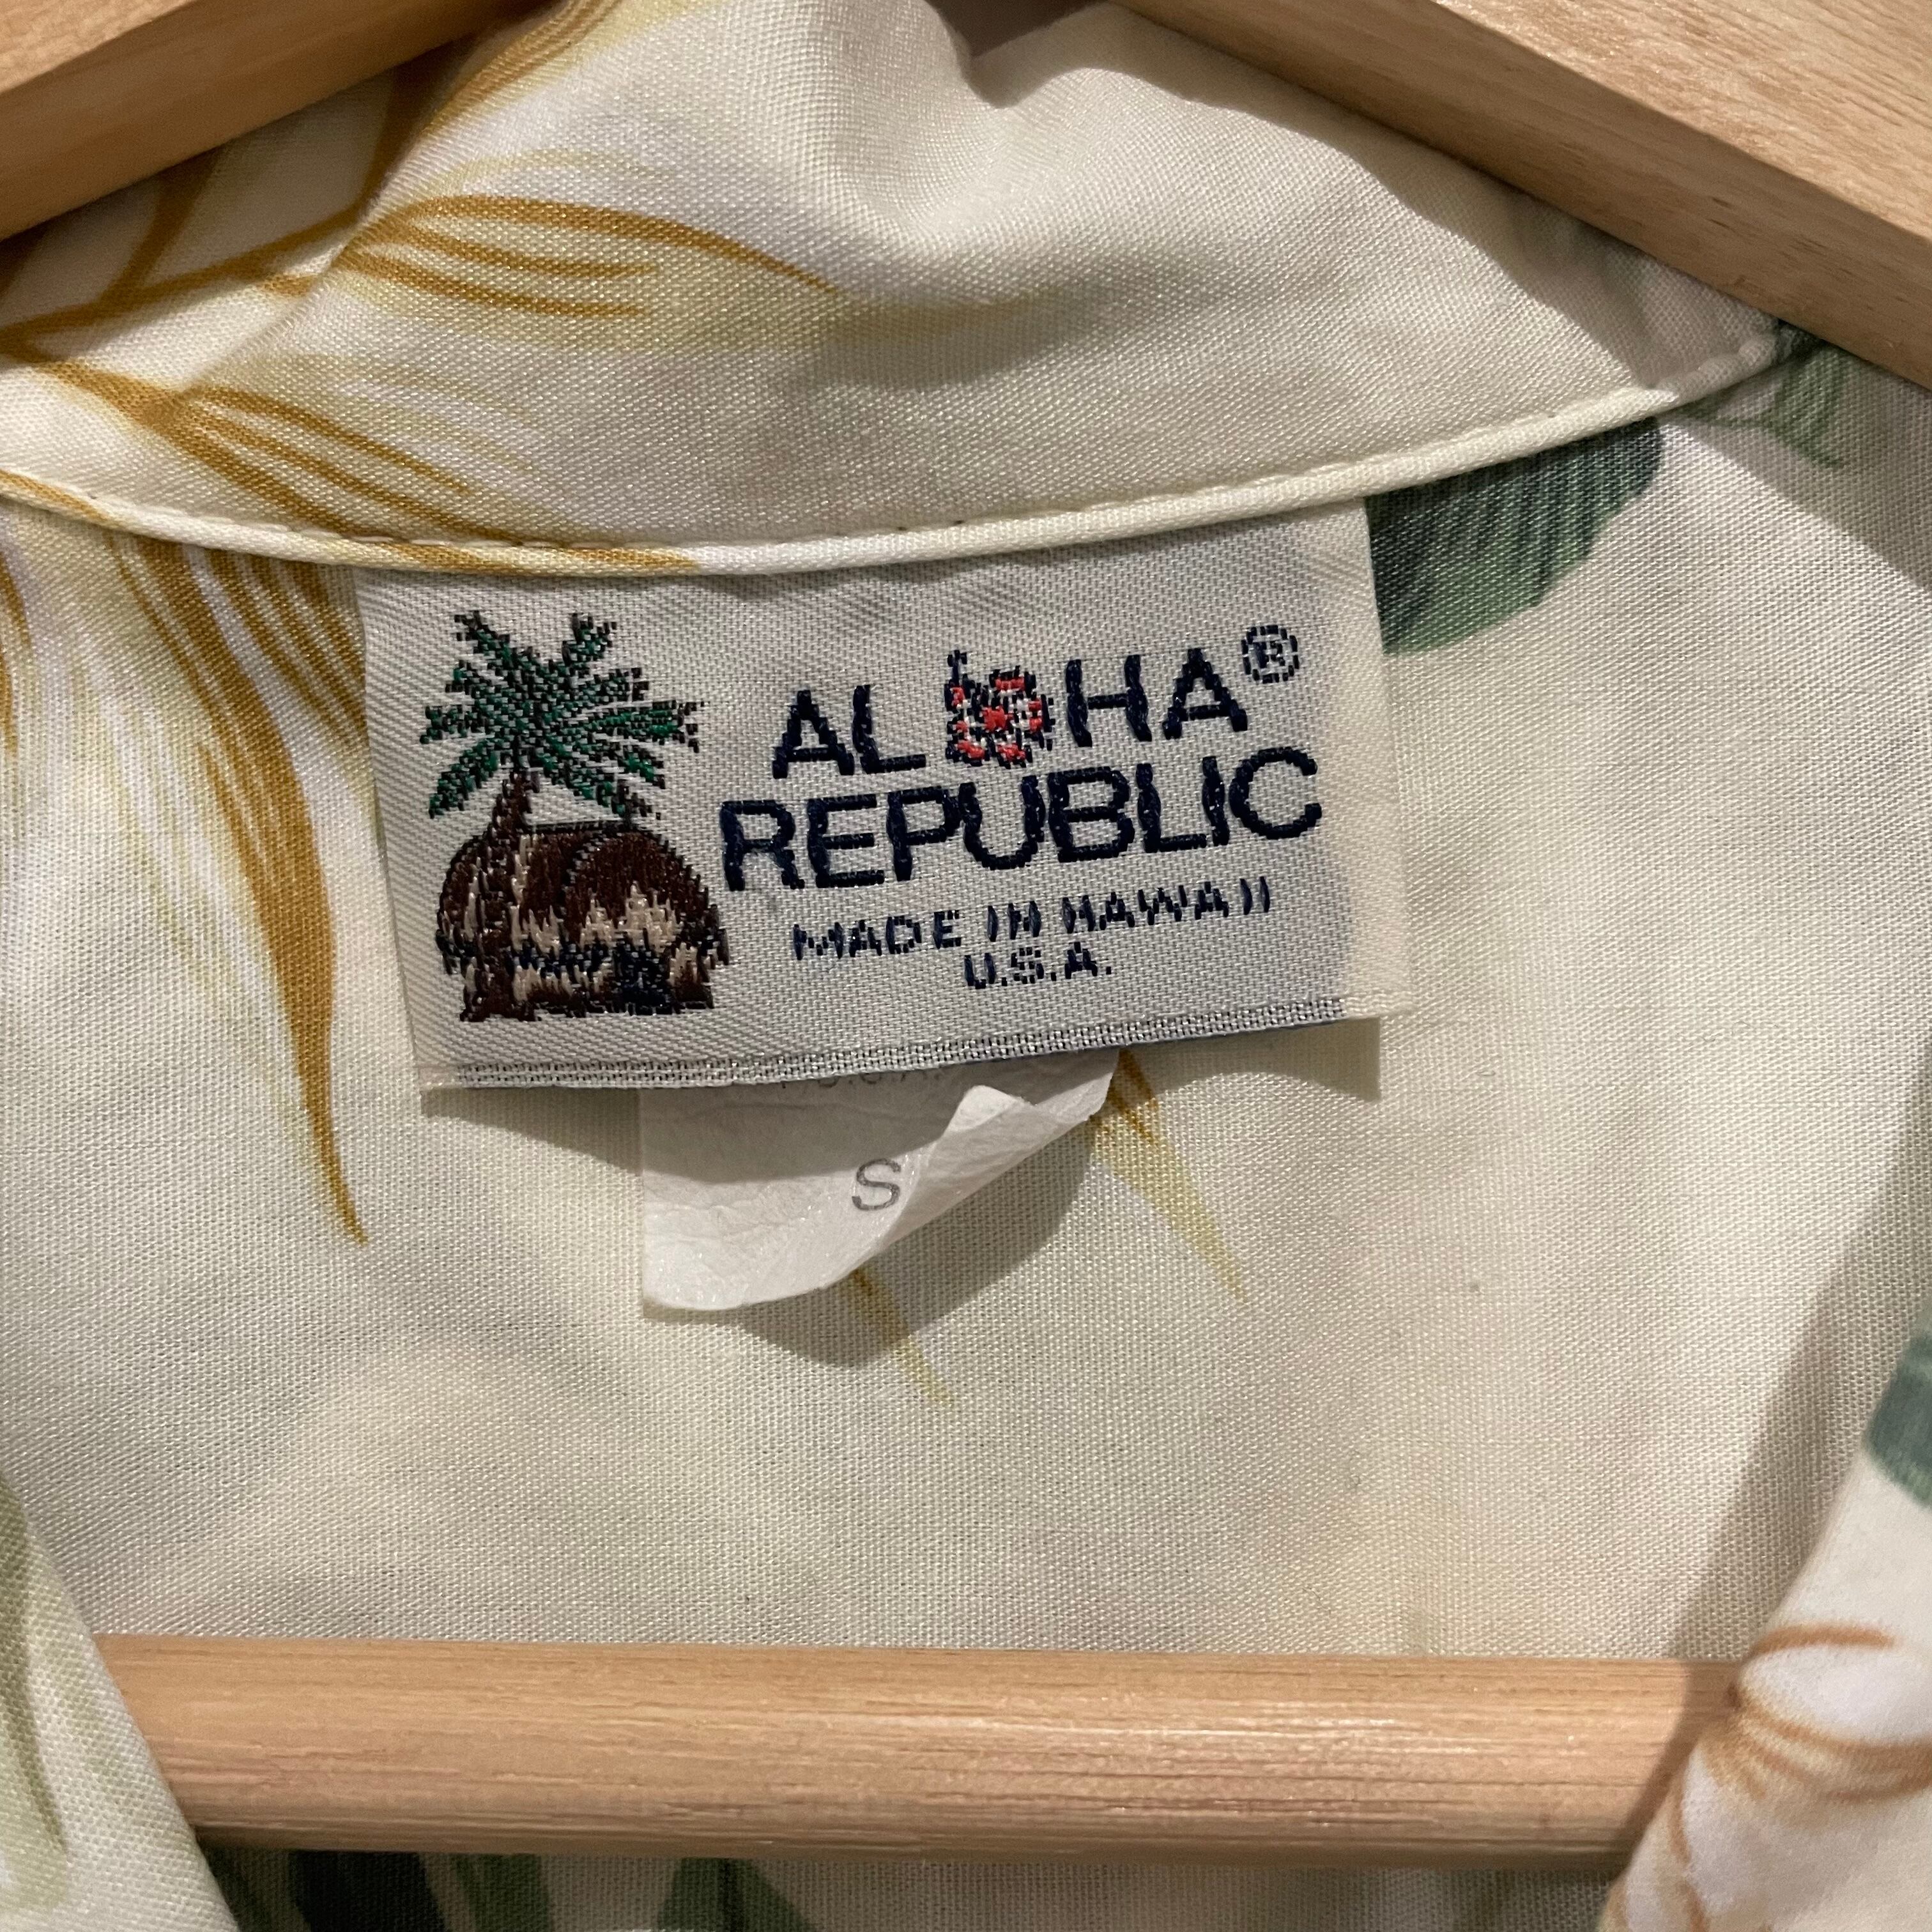 ALOHA®
REPUBLIC
MADE IN HAWAII
U.S.A.
S